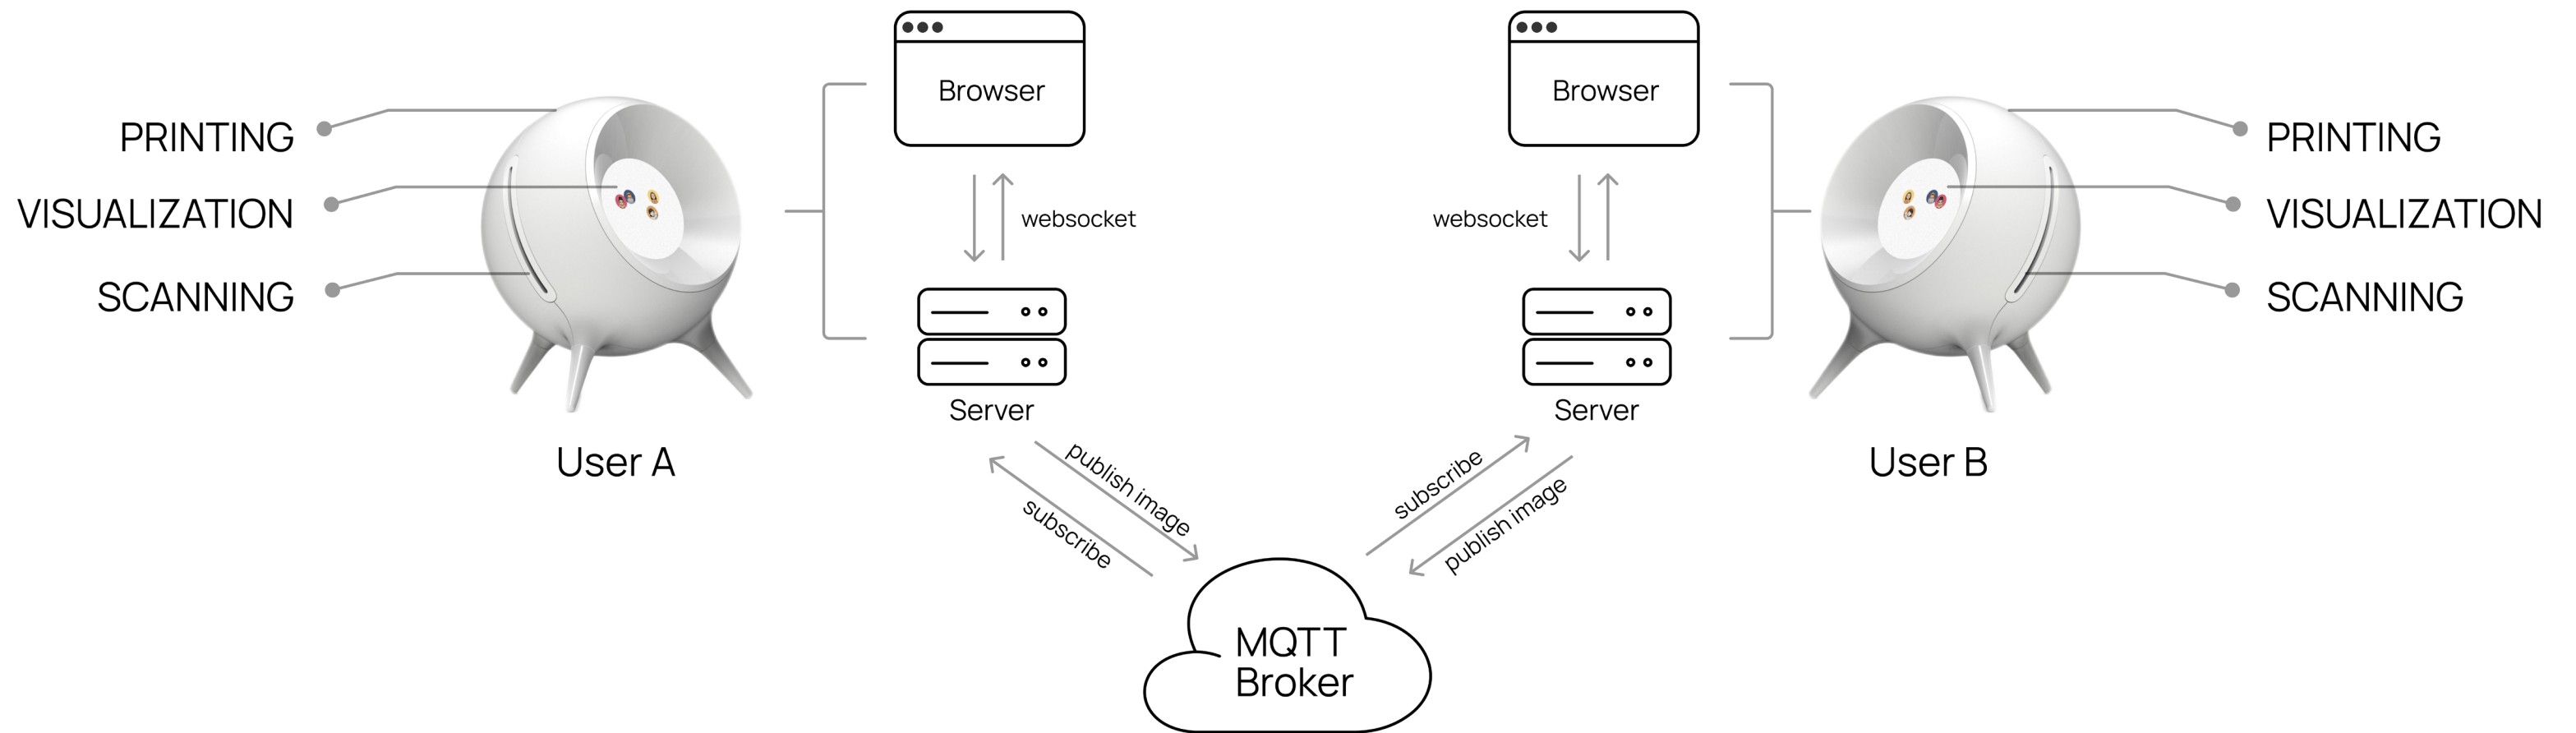 PRINTING
VISUALIZATION
SCANNING
User A
Browser
websocket
Server
publish image
subscribe
MQTT
Broker
Browser
websocket
Server
subscribe
publish image
User B
PRINTING
VISUALIZATION
SCANNING